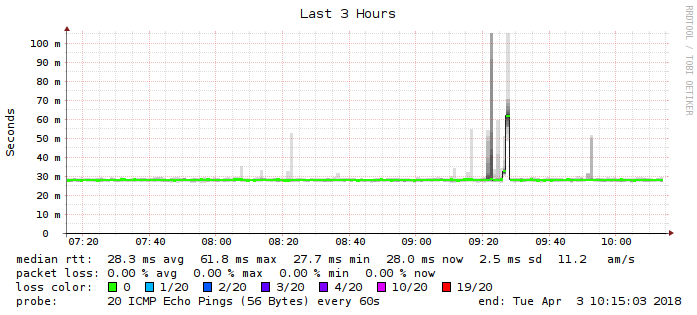 Last 3 Hours
RRDTOOL / TOBI OETIKER
Seconds
100 m
90 m
80 m
70 m
60 m
50 m
40 m
30 m
20 m
10 m
0
07:20 07:40 08:00 08:20 08:40 09:00 09:20 09:40 10:00
median rtt: 28.3 ms avg 61.8 ms max 27.7 ms min 28.0 ms now 2.5 ms sd 11.2 am/s
packet loss: 0.00 % avg 0.00 % max 0.00 % min 0.00 % now
loss color: 0 1/20 2/20 3/20 4/20 10/20 19/20
probe: 20 ICMP Echo Pings (56 Bytes) every 60s end: Tue Apr 3 10:15:03 2018